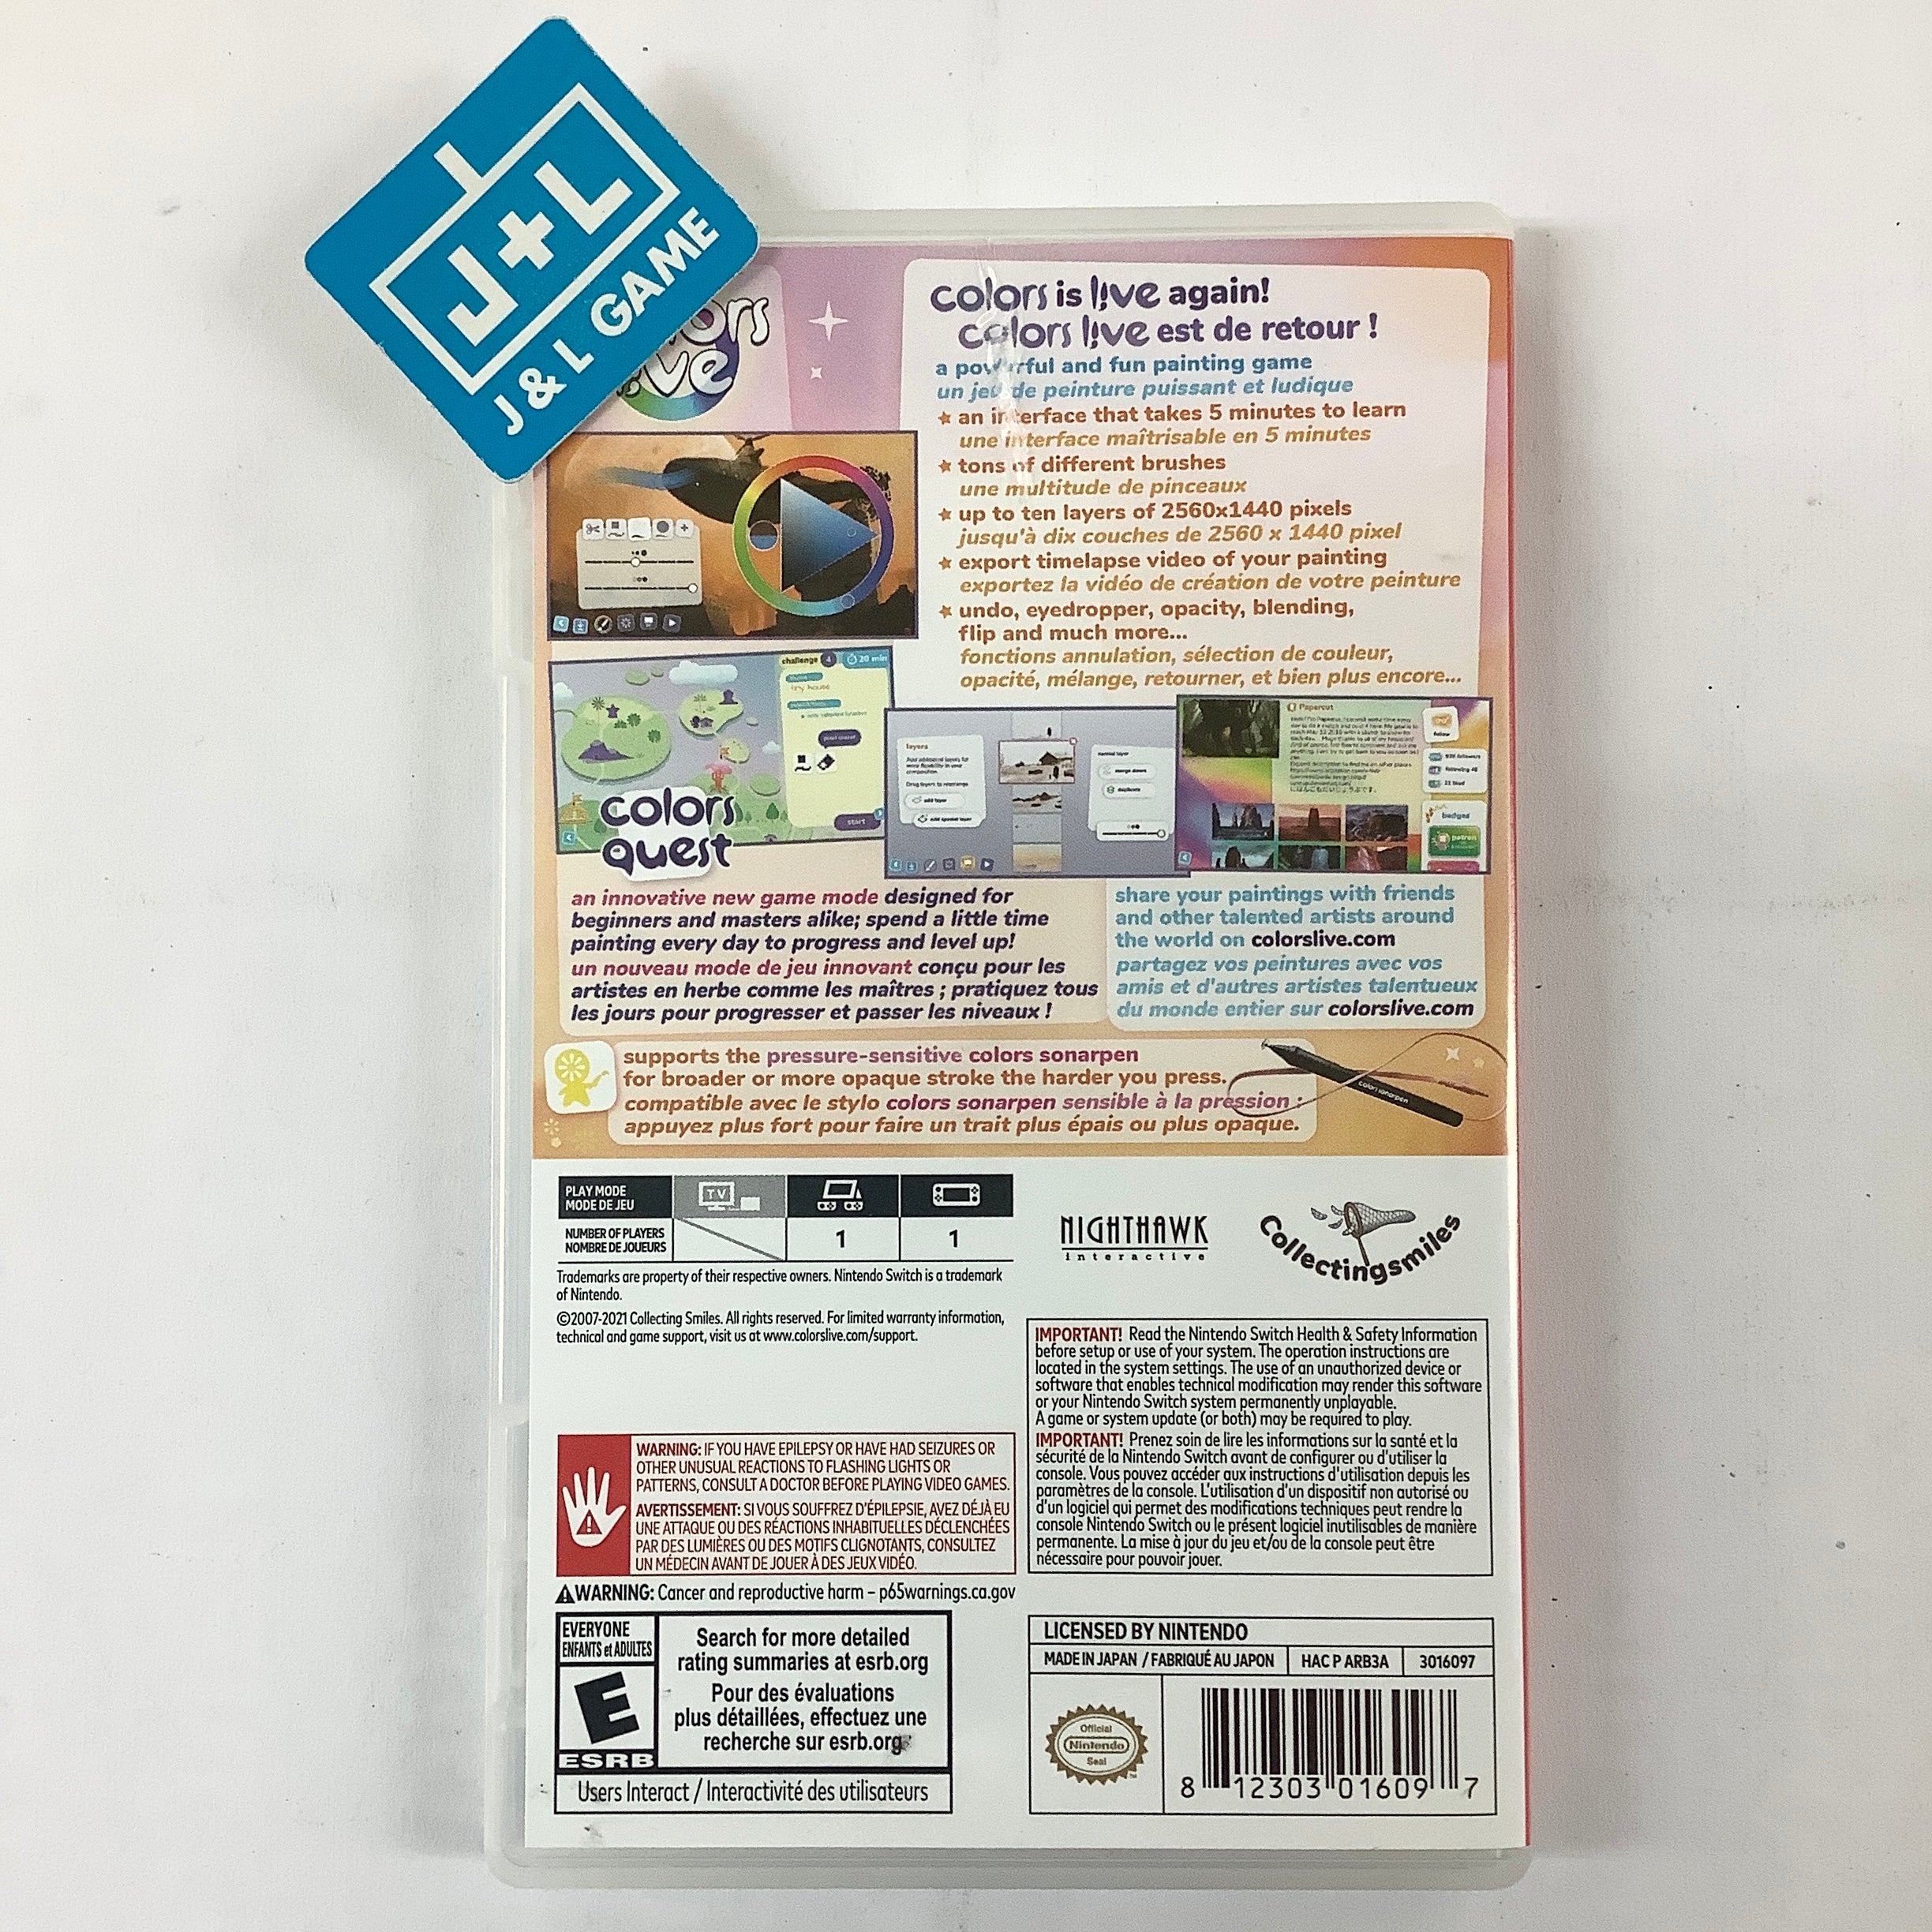 J+L
J & L GAME
colors is live again!
colors live est de retour !
a powerful and fun painting game
un jeu de peinture puissant et ludique
an interface that takes 5 minutes to learn
une interface maîtrisable en 5 minutes
tons of different brushes
une multitude de pinceaux
up to ten layers of 2560x1440 pixels
jusqu'à dix couches de 2560 x 1440 pixel
export timelapse video of your painting
exportez la vidéo de création de votre peinture
undo, eyedropper, opacity, blending,
flip and much more...
fonctions annulation, sélection de couleur,
opacité, mélange, retourner, et bien plus encore...
challenge 4 20 min
tiny house
start
colors
quest
layers
add layer
add special layer
normal layer
merge down
duplicate
Papercut
follow
badges
patron
an innovative new game mode designed for
beginners and masters alike; spend a little time
painting every day to progress and level up!
un nouveau mode de jeu innovant conçu pour les
artistes en herbe comme les maîtres ; pratiquez tous
les jours pour progresser et passer les niveaux !
share your paintings with friends
and other talented artists around
the world on colorslive.com
partagez vos peintures avec vos
amis et d'autres artistes talentueux
du monde entier sur colorslive.com
supports the pressure-sensitive colors sonarpen
for broader or more opaque stroke the harder you press.
compatible avec le stylo colors sonarpen sensible à la pression :
appuyez plus fort pour faire un trait plus épais ou plus opaque.
colors sonarpen
PLAY MODE
MODE DE JEU
TV
NUMBER OF PLAYERS
NOMBRE DE JOUEURS
1
1
NIGHTHAWK
interactive
Collectingsmiles
Trademarks are property of their respective owners. Nintendo Switch is a trademark
of Nintendo.
©2007-2021 Collecting Smiles. All rights reserved. For limited warranty information,
technical and game support, visit us at www.colorslive.com/support.
IMPORTANT! Read the Nintendo Switch Health & Safety Information
before setup or use of your system. The operation instructions are
located in the system settings. The use of an unauthorized device or
software that enables technical modification may render this software
or your Nintendo Switch system permanently unplayable.
A game or system update (or both) may be required to play.
IMPORTANT! Prenez soin de lire les informations sur la santé et la
sécurité de la Nintendo Switch avant de configurer ou d'utiliser la
console. Vous pouvez accéder aux instructions d'utilisation depuis les
paramètres de la console. L'utilisation d'un dispositif non autorisé ou
d'un logiciel qui permet des modifications techniques peut rendre la
console Nintendo Switch ou le présent logiciel inutilisables de manière
permanente. La mise à jour du jeu et/ou de la console peut être
nécessaire pour pouvoir jouer.
WARNING: IF YOU HAVE EPILEPSY OR HAVE HAD SEIZURES OR
OTHER UNUSUAL REACTIONS TO FLASHING LIGHTS OR
PATTERNS, CONSULT A DOCTOR BEFORE PLAYING VIDEO GAMES.
AVERTISSEMENT: SI VOUS SOUFFREZ D'ÉPILEPSIE, AVEZ DÉJÀ EU
UNE ATTAQUE OU DES RÉACTIONS INHABITUELLES DÉCLENCHÉES
PAR DES LUMIÈRES OU DES MOTIFS CLIGNOTANTS, CONSULTEZ
UN MÉDECIN AVANT DE JOUER À DES JEUX VIDÉO.
WARNING: Cancer and reproductive harm – p65warnings.ca.gov
EVERYONE
ENFANTS et ADULTES
E
ESRB
Search for more detailed
rating summaries at esrb.org
Pour des évaluations
plus détaillées, effectuez une
recherche sur esrb.org
Users Interact / Interactivité des utilisateurs
LICENSED BY NINTENDO
MADE IN JAPAN / FABRIQUÉ AU JAPON
HAC P ARB3A
3016097
Official
Nintendo
Seal
8 12303 01609 7